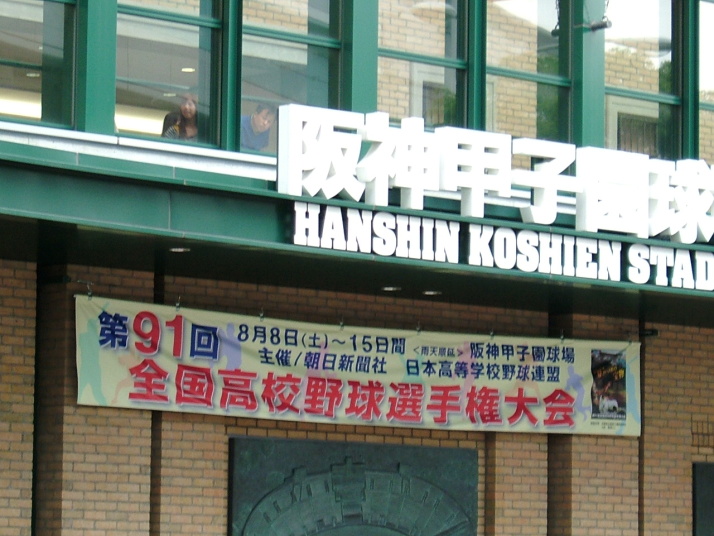 阪神甲子園球
HANSHIN KOSHIEN STAD
第91回 8月8日(土)～15日間 <雨天順延> 阪神甲子園球場
主催/朝日新聞社 日本高等学校野球連盟
全国高校野球選手権大会